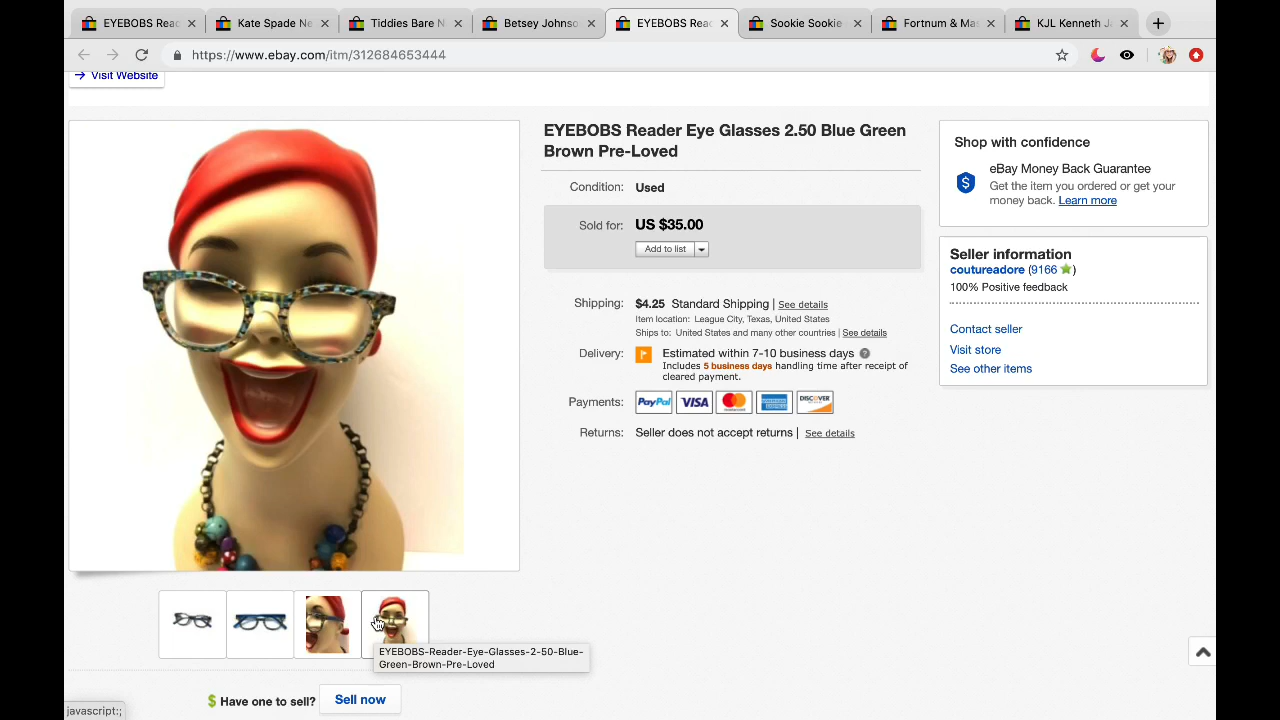 EYEBOBS Rea
Kate Spade Ne
Tiddies Bare N
Betsey Johnso
EYEBOBS Rea
Sookie Sookie
Fortnum & Ma
KJL Kenneth J
https://www.ebay.com/itm/312684653444
→ Visit Website
EYEBOBS Reader Eye Glasses 2.50 Blue Green
Brown Pre-Loved
Condition: Used
Sold for: US $35.00
Add to list
Shipping: $4.25 Standard Shipping | See details
Item location: League City, Texas, United States
Ships to: United States and many other countries | See details
Delivery: Estimated within 7-10 business days
Includes 5 business days handling time after receipt of
cleared payment.
Payments: PayPal VISA MasterCard AMERICAN EXPRESS DISCOVER
Returns: Seller does not accept returns | See details
Shop with confidence
eBay Money Back Guarantee
Get the item you ordered or get your
money back. Learn more
Seller information
coutureadore (9166)
100% Positive feedback
Contact seller
Visit store
See other items
EYEBOBS-Reader-Eye-Glasses-2-50-Blue-
Green-Brown-Pre-Loved
Have one to sell? Sell now
javascript:;